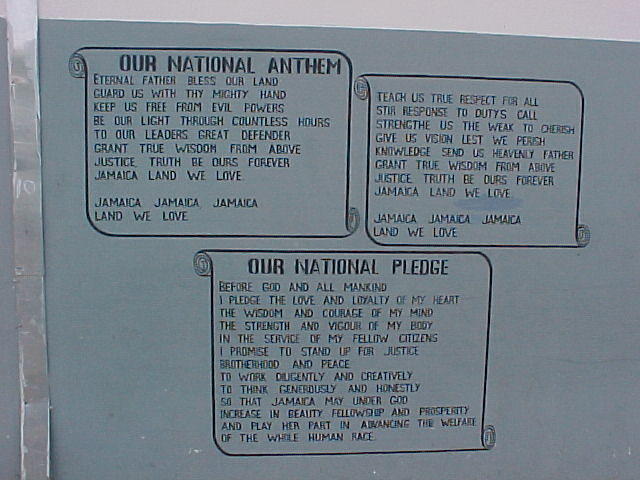 OUR NATIONAL ANTHEM
ETERNAL FATHER BLESS OUR LAND
GUARD US WITH THY MIGHTY HAND
KEEP US FREE FROM EVIL POWERS
BE OUR LIGHT THROUGH COUNTLESS HOURS
TO OUR LEADERS GREAT DEFENDER
GRANT TRUE WISDOM FROM ABOVE
JUSTICE, TRUTH BE OURS FOREVER
JAMAICA LAND WE LOVE
JAMAICA JAMAICA JAMAICA
LAND WE LOVE
TEACH US TRUE RESPECT FOR ALL
STIR RESPONSE TO DUTYS CALL
STRENGTHE US THE WEAK TO CHERISH
GIVE US VISION LEST WE PERISH
KNOWLEDGE SEND US HEAVENLY FATHER
GRANT TRUE WISDOM FROM ABOVE
JUSTICE, TRUTH BE OURS FOREVER
JAMAICA LAND WE LOVE
JAMAICA JAMAICA JAMAICA
LAND WE LOVE
OUR NATIONAL PLEDGE
BEFORE GOD AND ALL MANKIND
I PLEDGE THE LOVE AND LOYALTY OF MY HEART
THE WISDOM AND COURAGE OF MY MIND
THE STRENGTH AND VIGOUR OF MY BODY
IN THE SERVICE OF MY FELLOW CITIZENS
I PROMISE TO STAND UP FOR JUSTICE
BROTHERHOOD AND PEACE
TO WORK DILIGENTLY AND CREATIVELY
TO THINK GENEROUSLY AND HONESTLY
SO THAT JAMAICA MAY UNDER GOD
INCREASE IN BEAUTY FELLOWSHIP AND PROSPERITY
AND PLAY HER PART IN ADVANCING THE WELFARE
OF THE WHOLE HUMAN RACE.